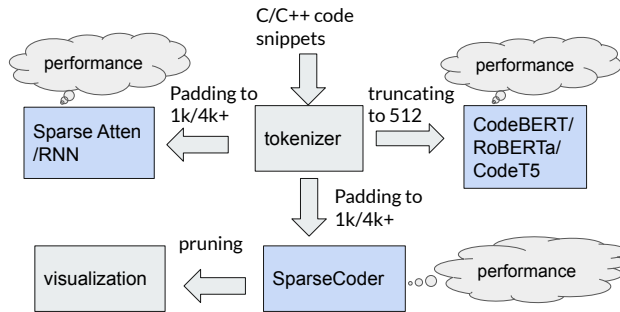 C/C++ code
snippets
performance
performance
Padding to
1k/4k+
truncating
to 512
Sparse Atten
/RNN
tokenizer
CodeBERT/
RoBERTa/
CodeT5
Padding to
1k/4k+
pruning
visualization
SparseCoder
performance